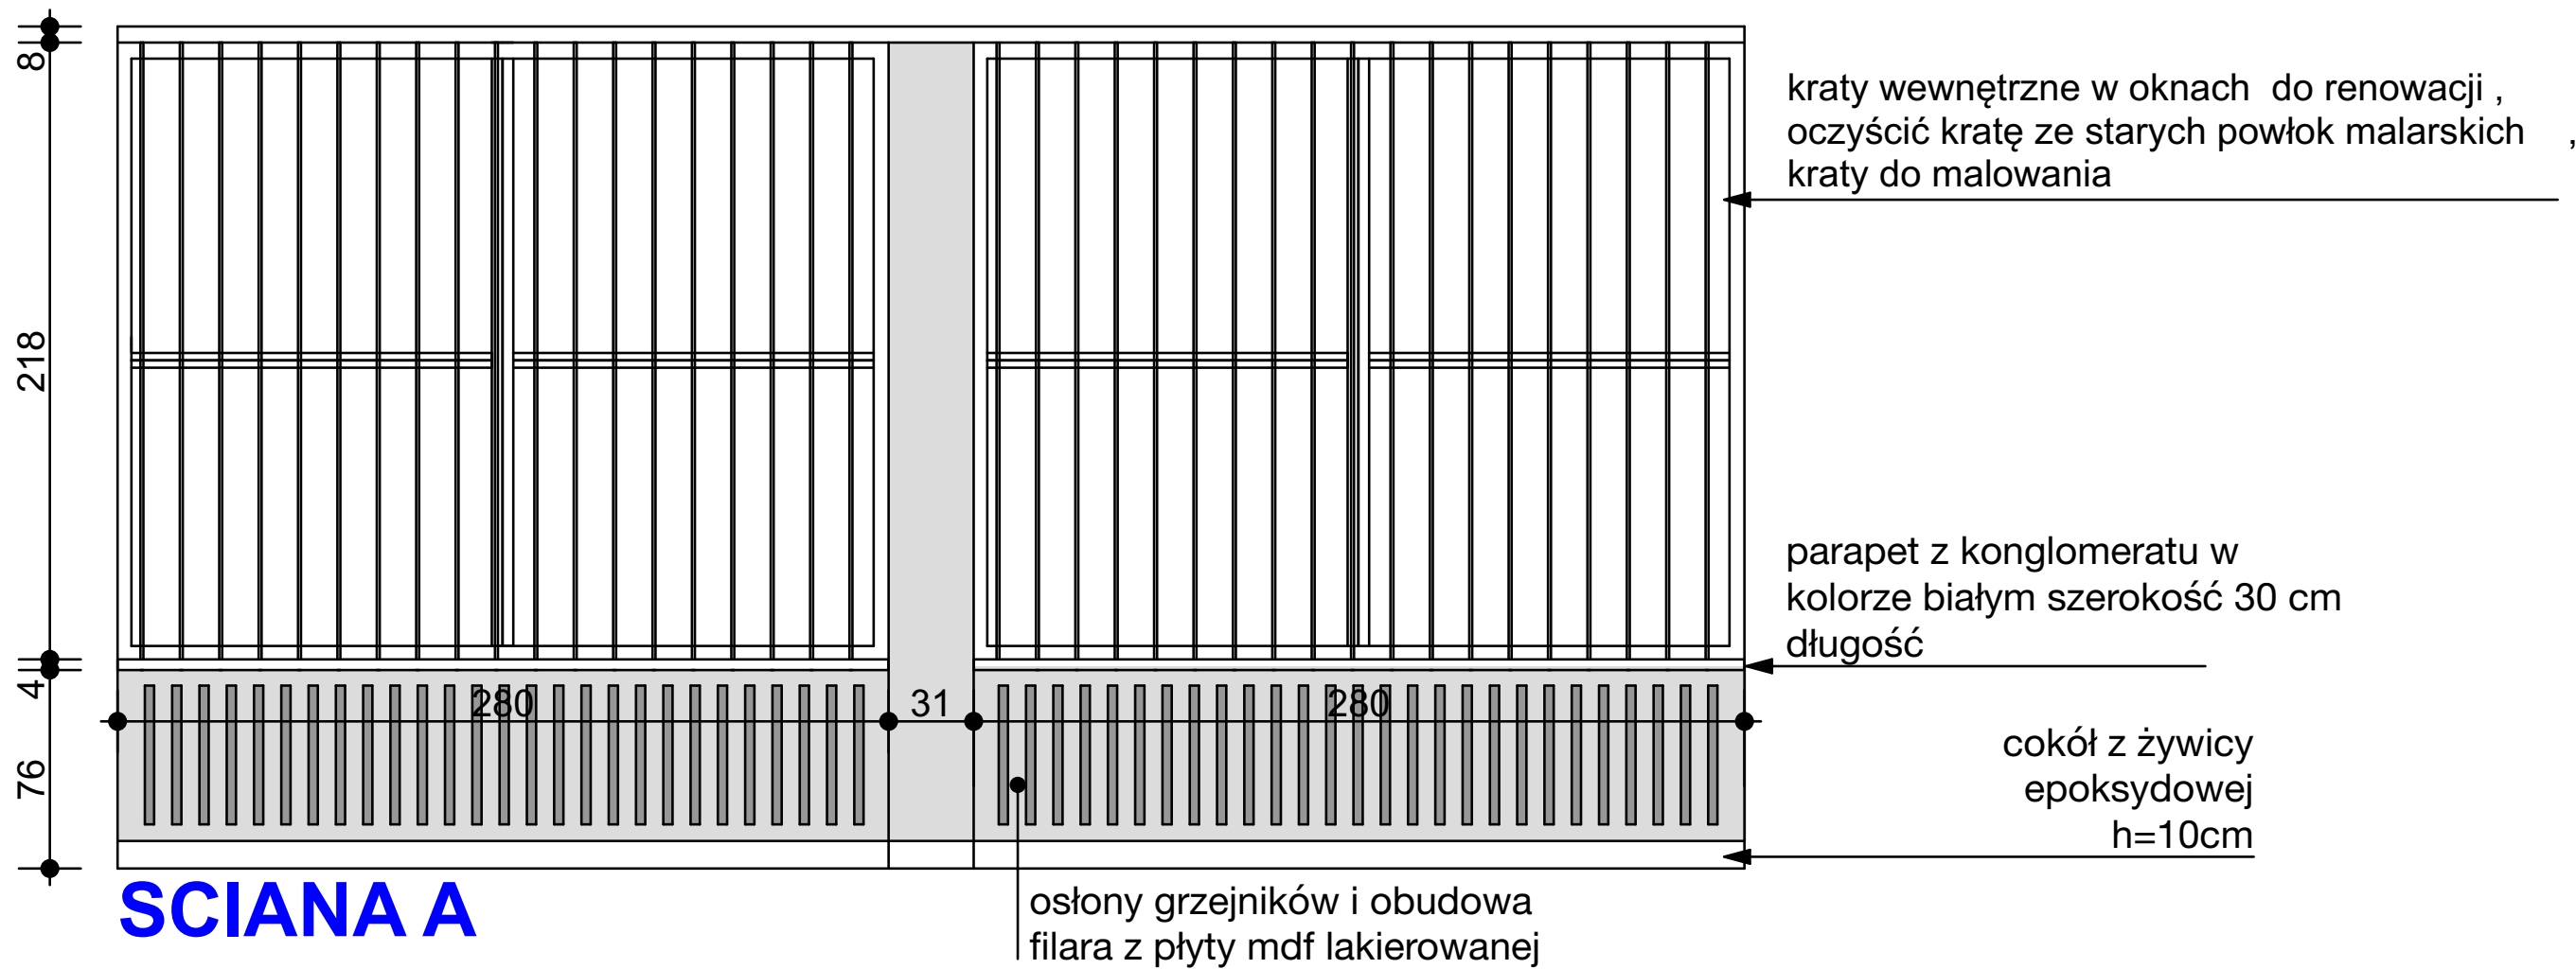 8
kraty wewnętrzne w oknach do renowacji ,
oczyścić kratę ze starych powłok malarskich ,
kraty do malowania
218
parapet z konglomeratu w
kolorze białym szerokość 30 cm
długość
4
280
31
280
76
cokół z żywicy
epoksydowej
h=10cm
SCIANA A
osłony grzejników i obudowa
filara z płyty mdf lakierowanej